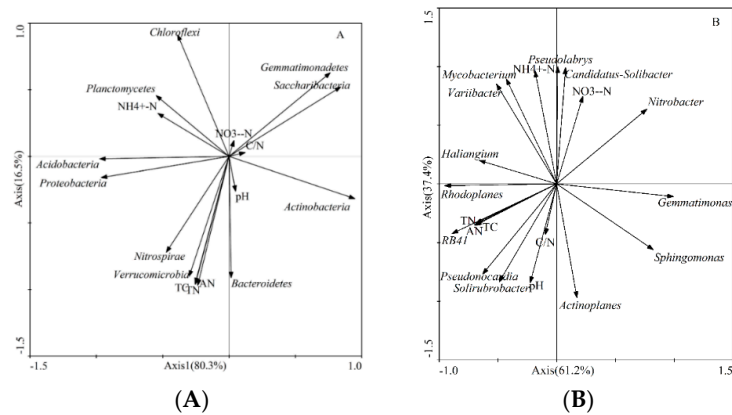 1.0
A
Chloroflexi
Gemmatimonadetes
Saccharibacteria
Planctomycetes
NH4+-N
NO3--N
C/N
Acidobacteria
Proteobacteria
pH
Actinobacteria
Nitrospirae
Verrucomicrobia
Bacteroidetes
AN
TC
TN
Axis(16.5%)
-1.5
-1.5
Axis1(80.3%)
1.0
(A)
1.5
B
Pseudolabrys
NH4+-N
Mycobacterium
Candidatus-Solibacter
Variibacter
NO3--N
Nitrobacter
Haliangium
Rhodoplanes
Gemmatimonas
TN
TC
AN
RB41
C/N
Sphingomonas
Pseudonocardia
Solirubrobacter
pH
Actinoplanes
Axis(37.4%)
-1.5
-1.0
Axis(61.2%)
1.5
(B)